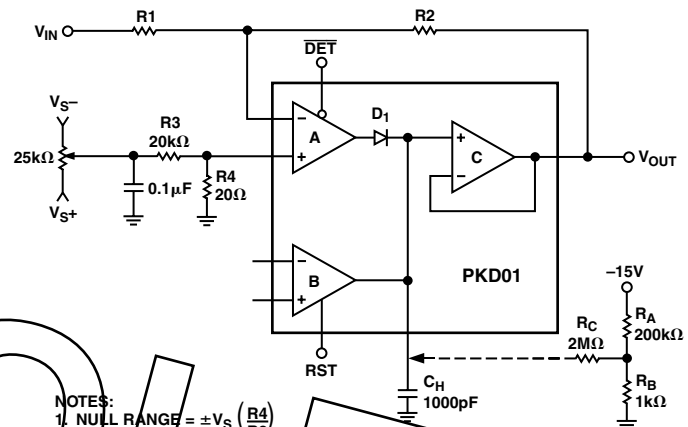 R1
R2
VIN
DET
VS–
R3
20kΩ
25kΩ
0.1μF
R4
20Ω
VS+
–
A
+
D1
+
C
–
VOUT
–
B
+
PKD01
RST
–15V
RA
200kΩ
RC
2MΩ
RB
1kΩ
CH
1000pF
NOTES:
1. NULL RANGE = ±VS (R4